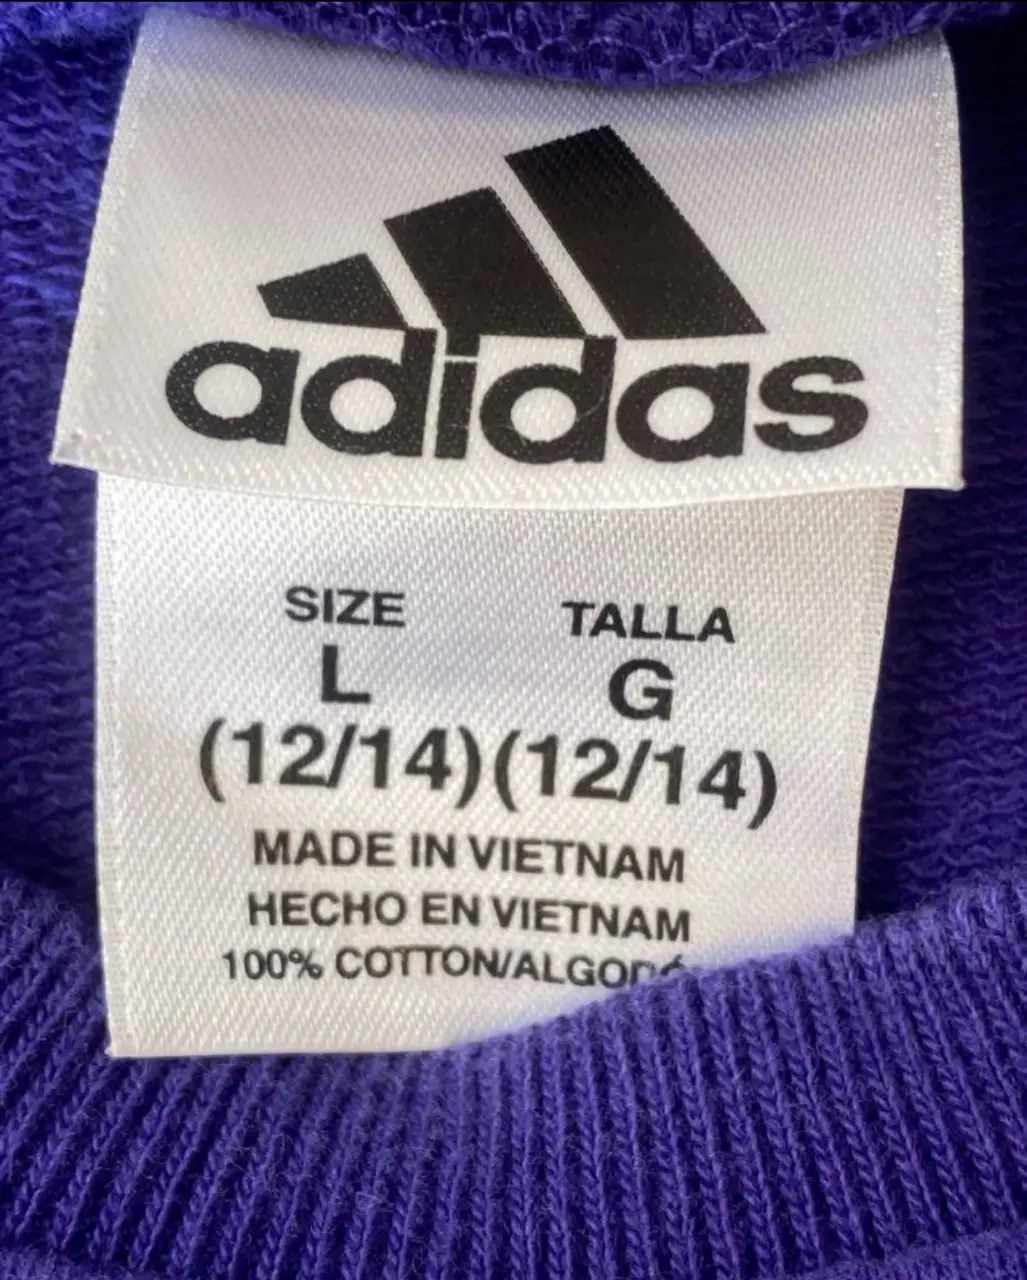 adidas
SIZE TALLA
L G
(12/14) (12/14)
MADE IN VIETNAM
HECHO EN VIETNAM
100% COTTON/